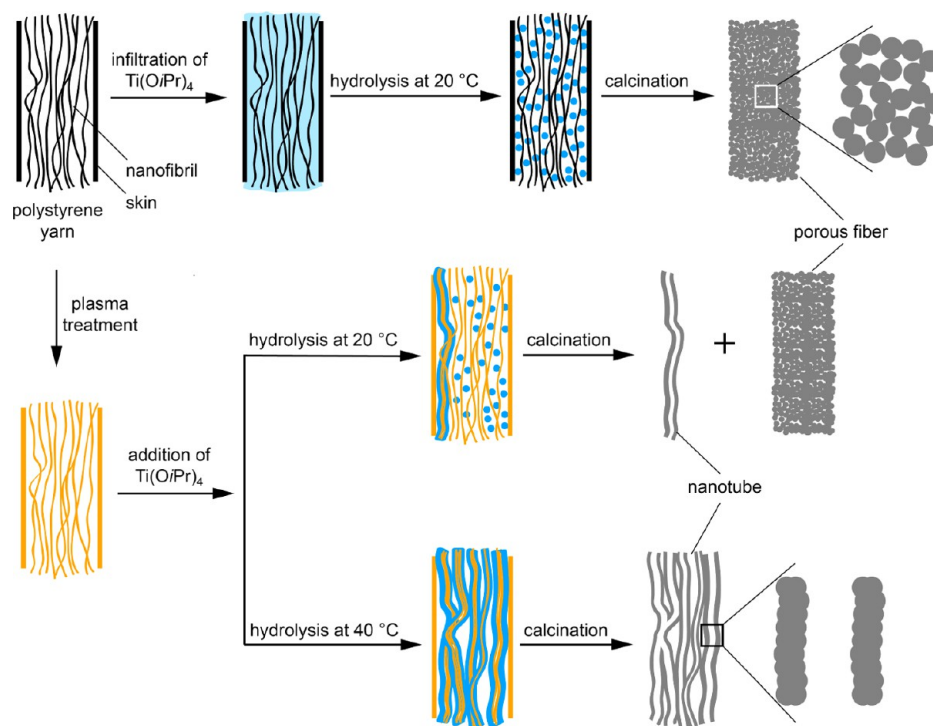 infiltration of
Ti(OiPr)₄
hydrolysis at 20 °C
calcination
nanofibril
skin
polystyrene
yarn
porous fiber
plasma
treatment
hydrolysis at 20 °C
calcination
+
addition of
Ti(OiPr)₄
nanotube
hydrolysis at 40 °C
calcination